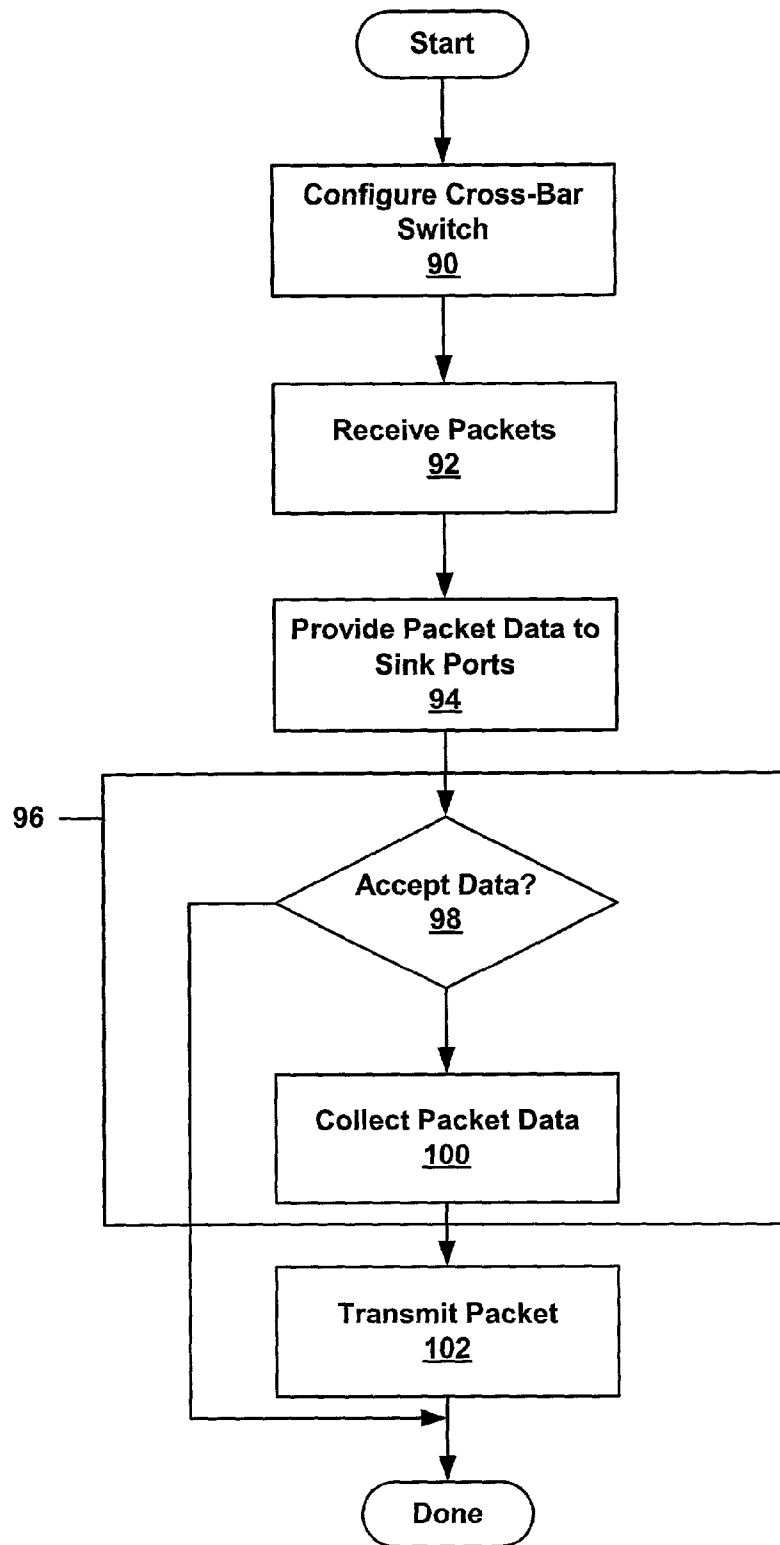 Start
Configure Cross-Bar
Switch
90
Receive Packets
92
Provide Packet Data to
Sink Ports
94
96
Accept Data?
98
Collect Packet Data
100
Transmit Packet
102
Done